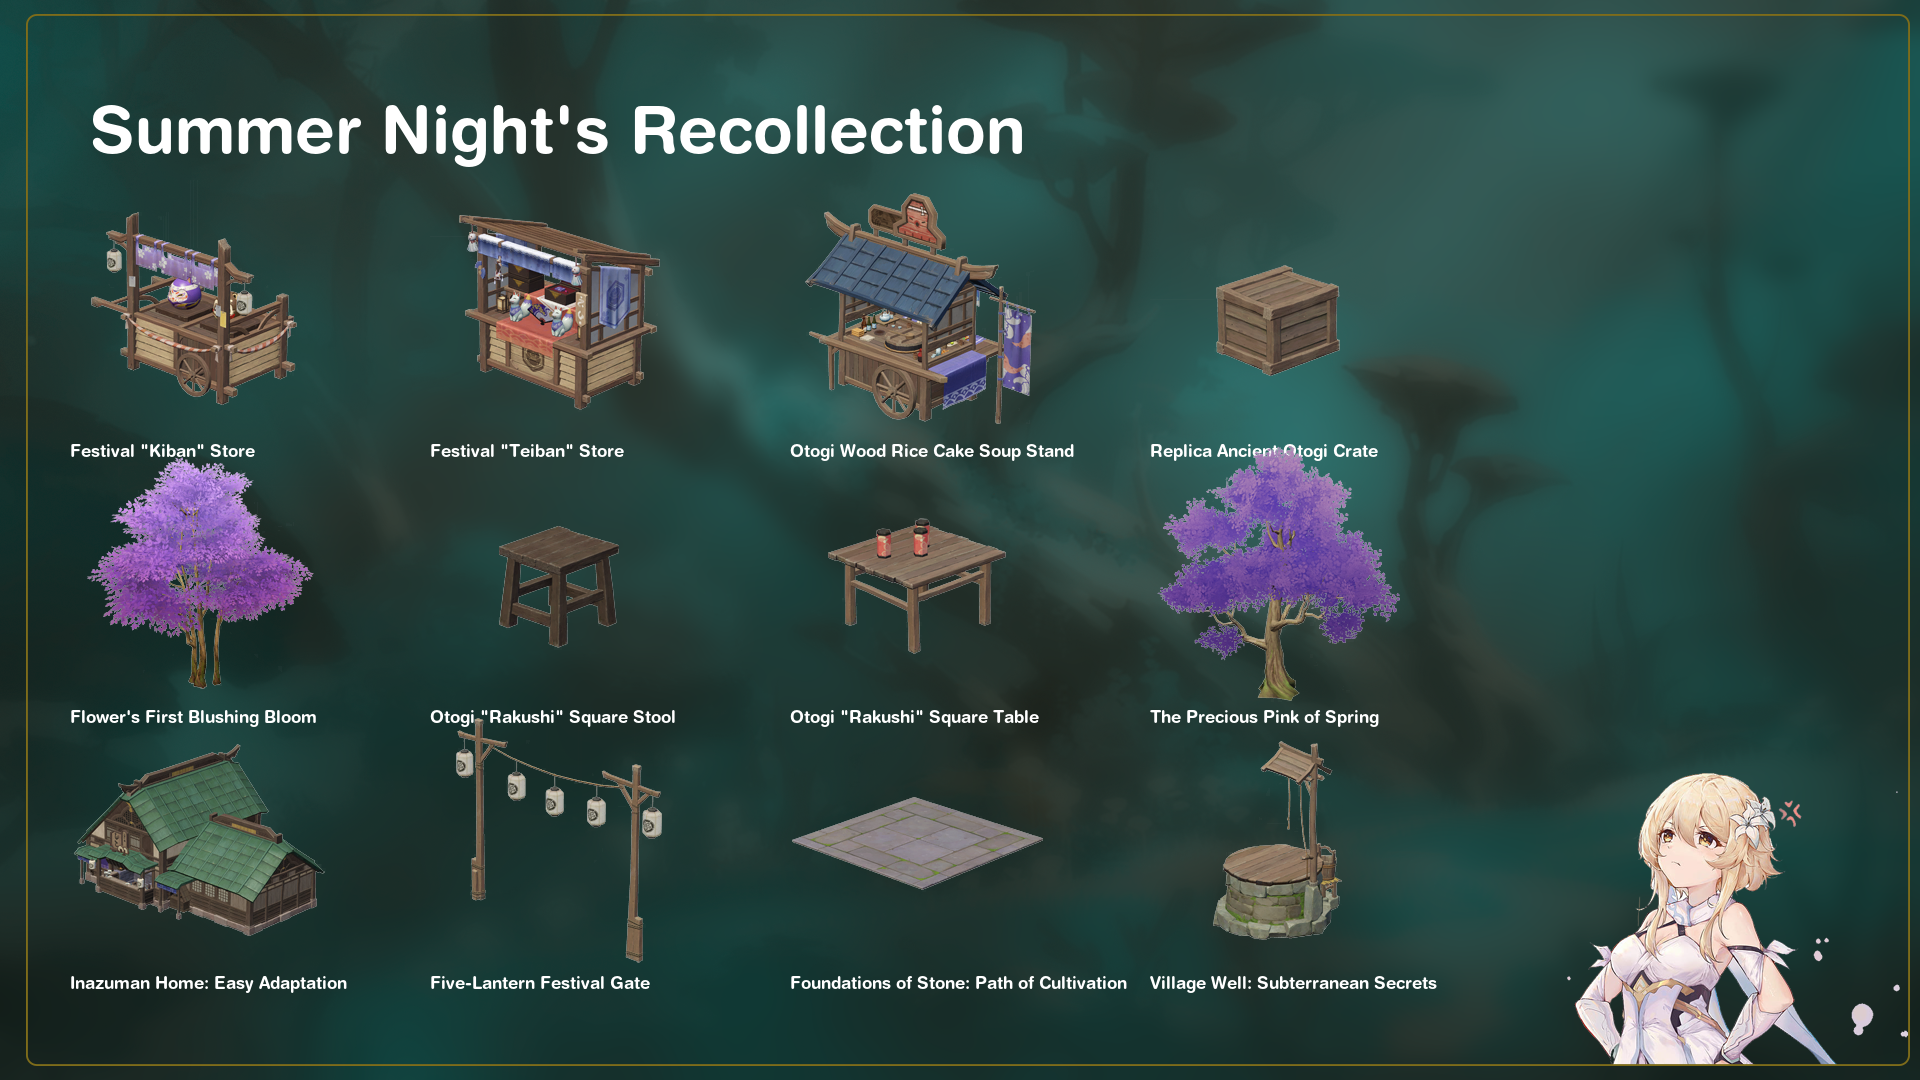 Summer Night's Recollection
Festival "Kiban" Store
Festival "Teiban" Store
Otogi Wood Rice Cake Soup Stand
Replica Ancient Otogi Crate
Flower's First Blushing Bloom
Otogi "Rakushi" Square Stool
Otogi "Rakushi" Square Table
The Precious Pink of Spring
Inazuman Home: Easy Adaptation
Five-Lantern Festival Gate
Foundations of Stone: Path of Cultivation
Village Well: Subterranean Secrets